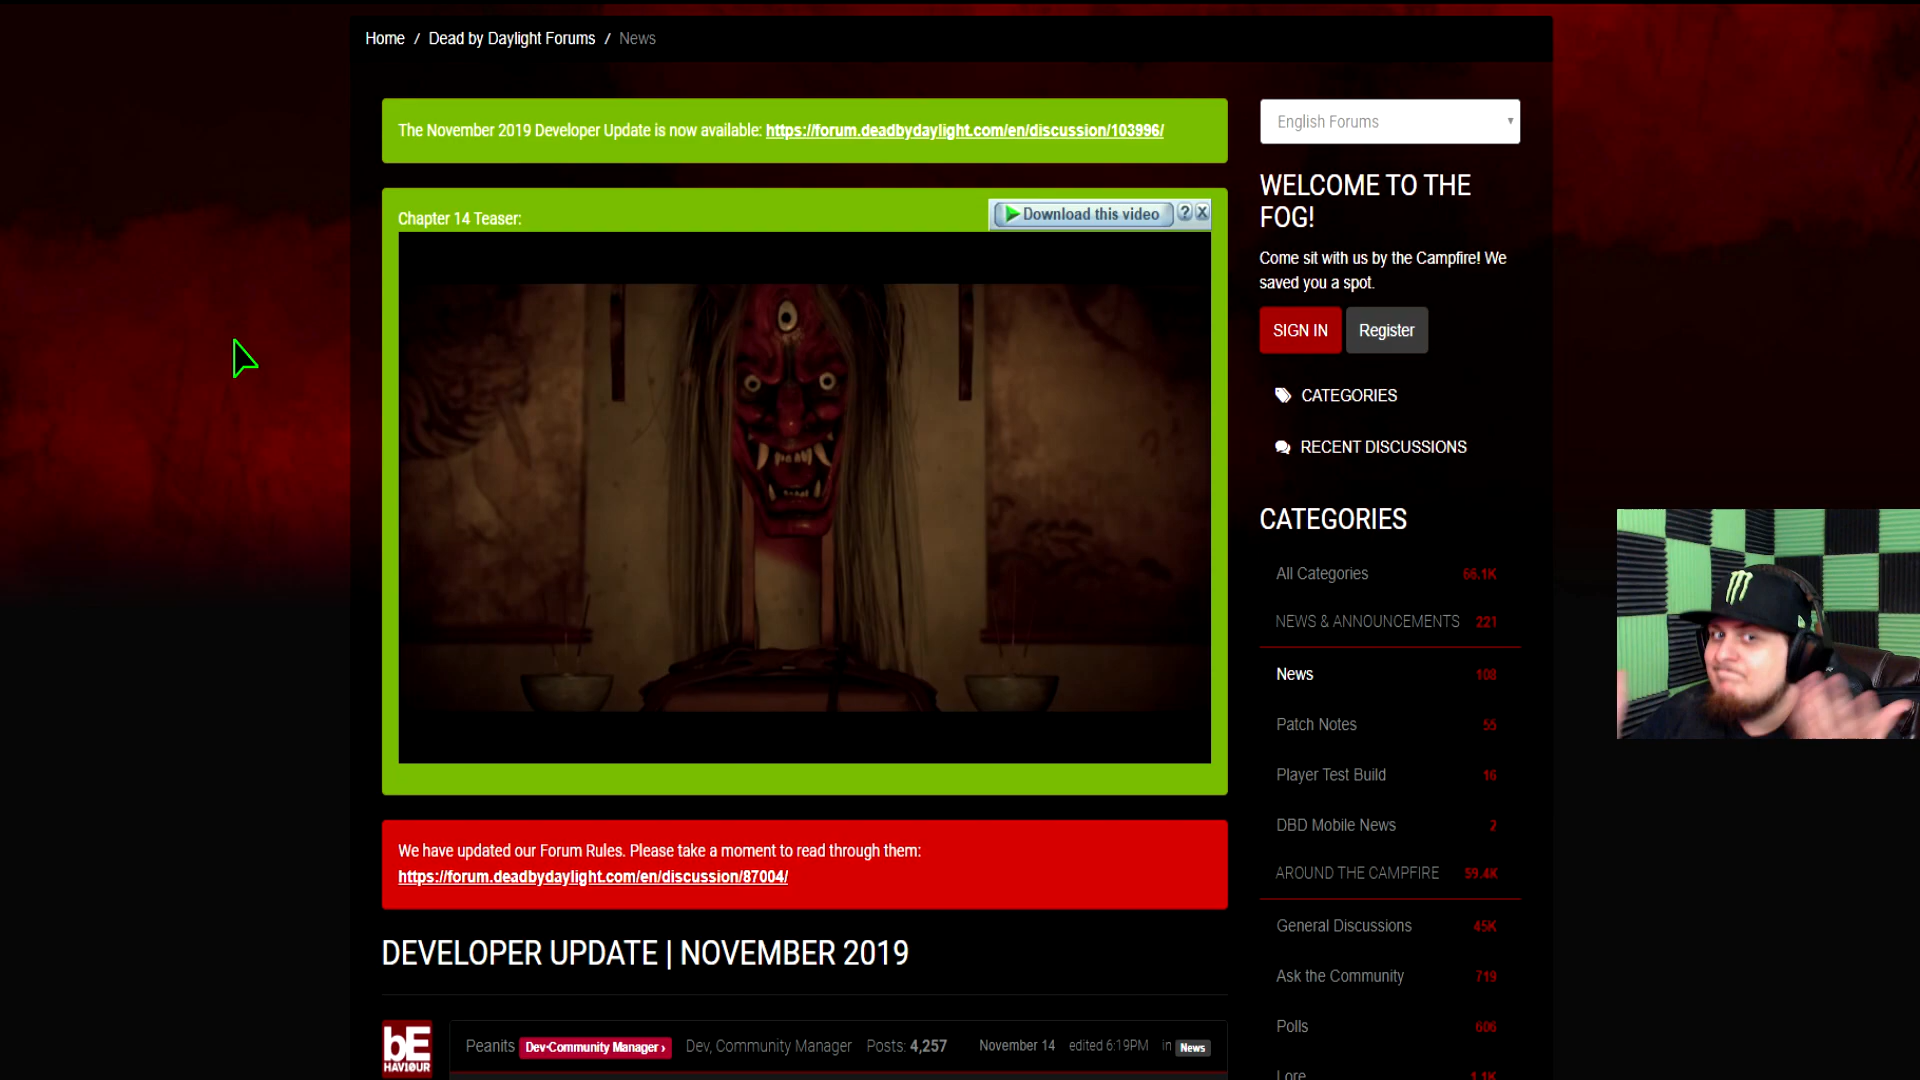 Home / Dead by Daylight Forums / News
The November 2019 Developer Update is now available: https://forum.deadbydaylight.com/en/discussion/103996/
Chapter 14 Teaser:
Download this video ? X
We have updated our Forum Rules. Please take a moment to read through them:
https://forum.deadbydaylight.com/en/discussion/87004/
DEVELOPER UPDATE | NOVEMBER 2019
bE
HAVIOUR
Peanits Dev·Community Manager › Dev, Community Manager Posts: 4,257 November 14 edited 6:19PM in News
English Forums
WELCOME TO THE
FOG!
Come sit with us by the Campfire! We
saved you a spot.
SIGN IN Register
CATEGORIES
RECENT DISCUSSIONS
CATEGORIES
All Categories 66.1K
NEWS & ANNOUNCEMENTS 221
News 108
Patch Notes 55
Player Test Build 16
DBD Mobile News 2
AROUND THE CAMPFIRE 59.4K
General Discussions 45K
Ask the Community 719
Polls 606
Lore 1.1K